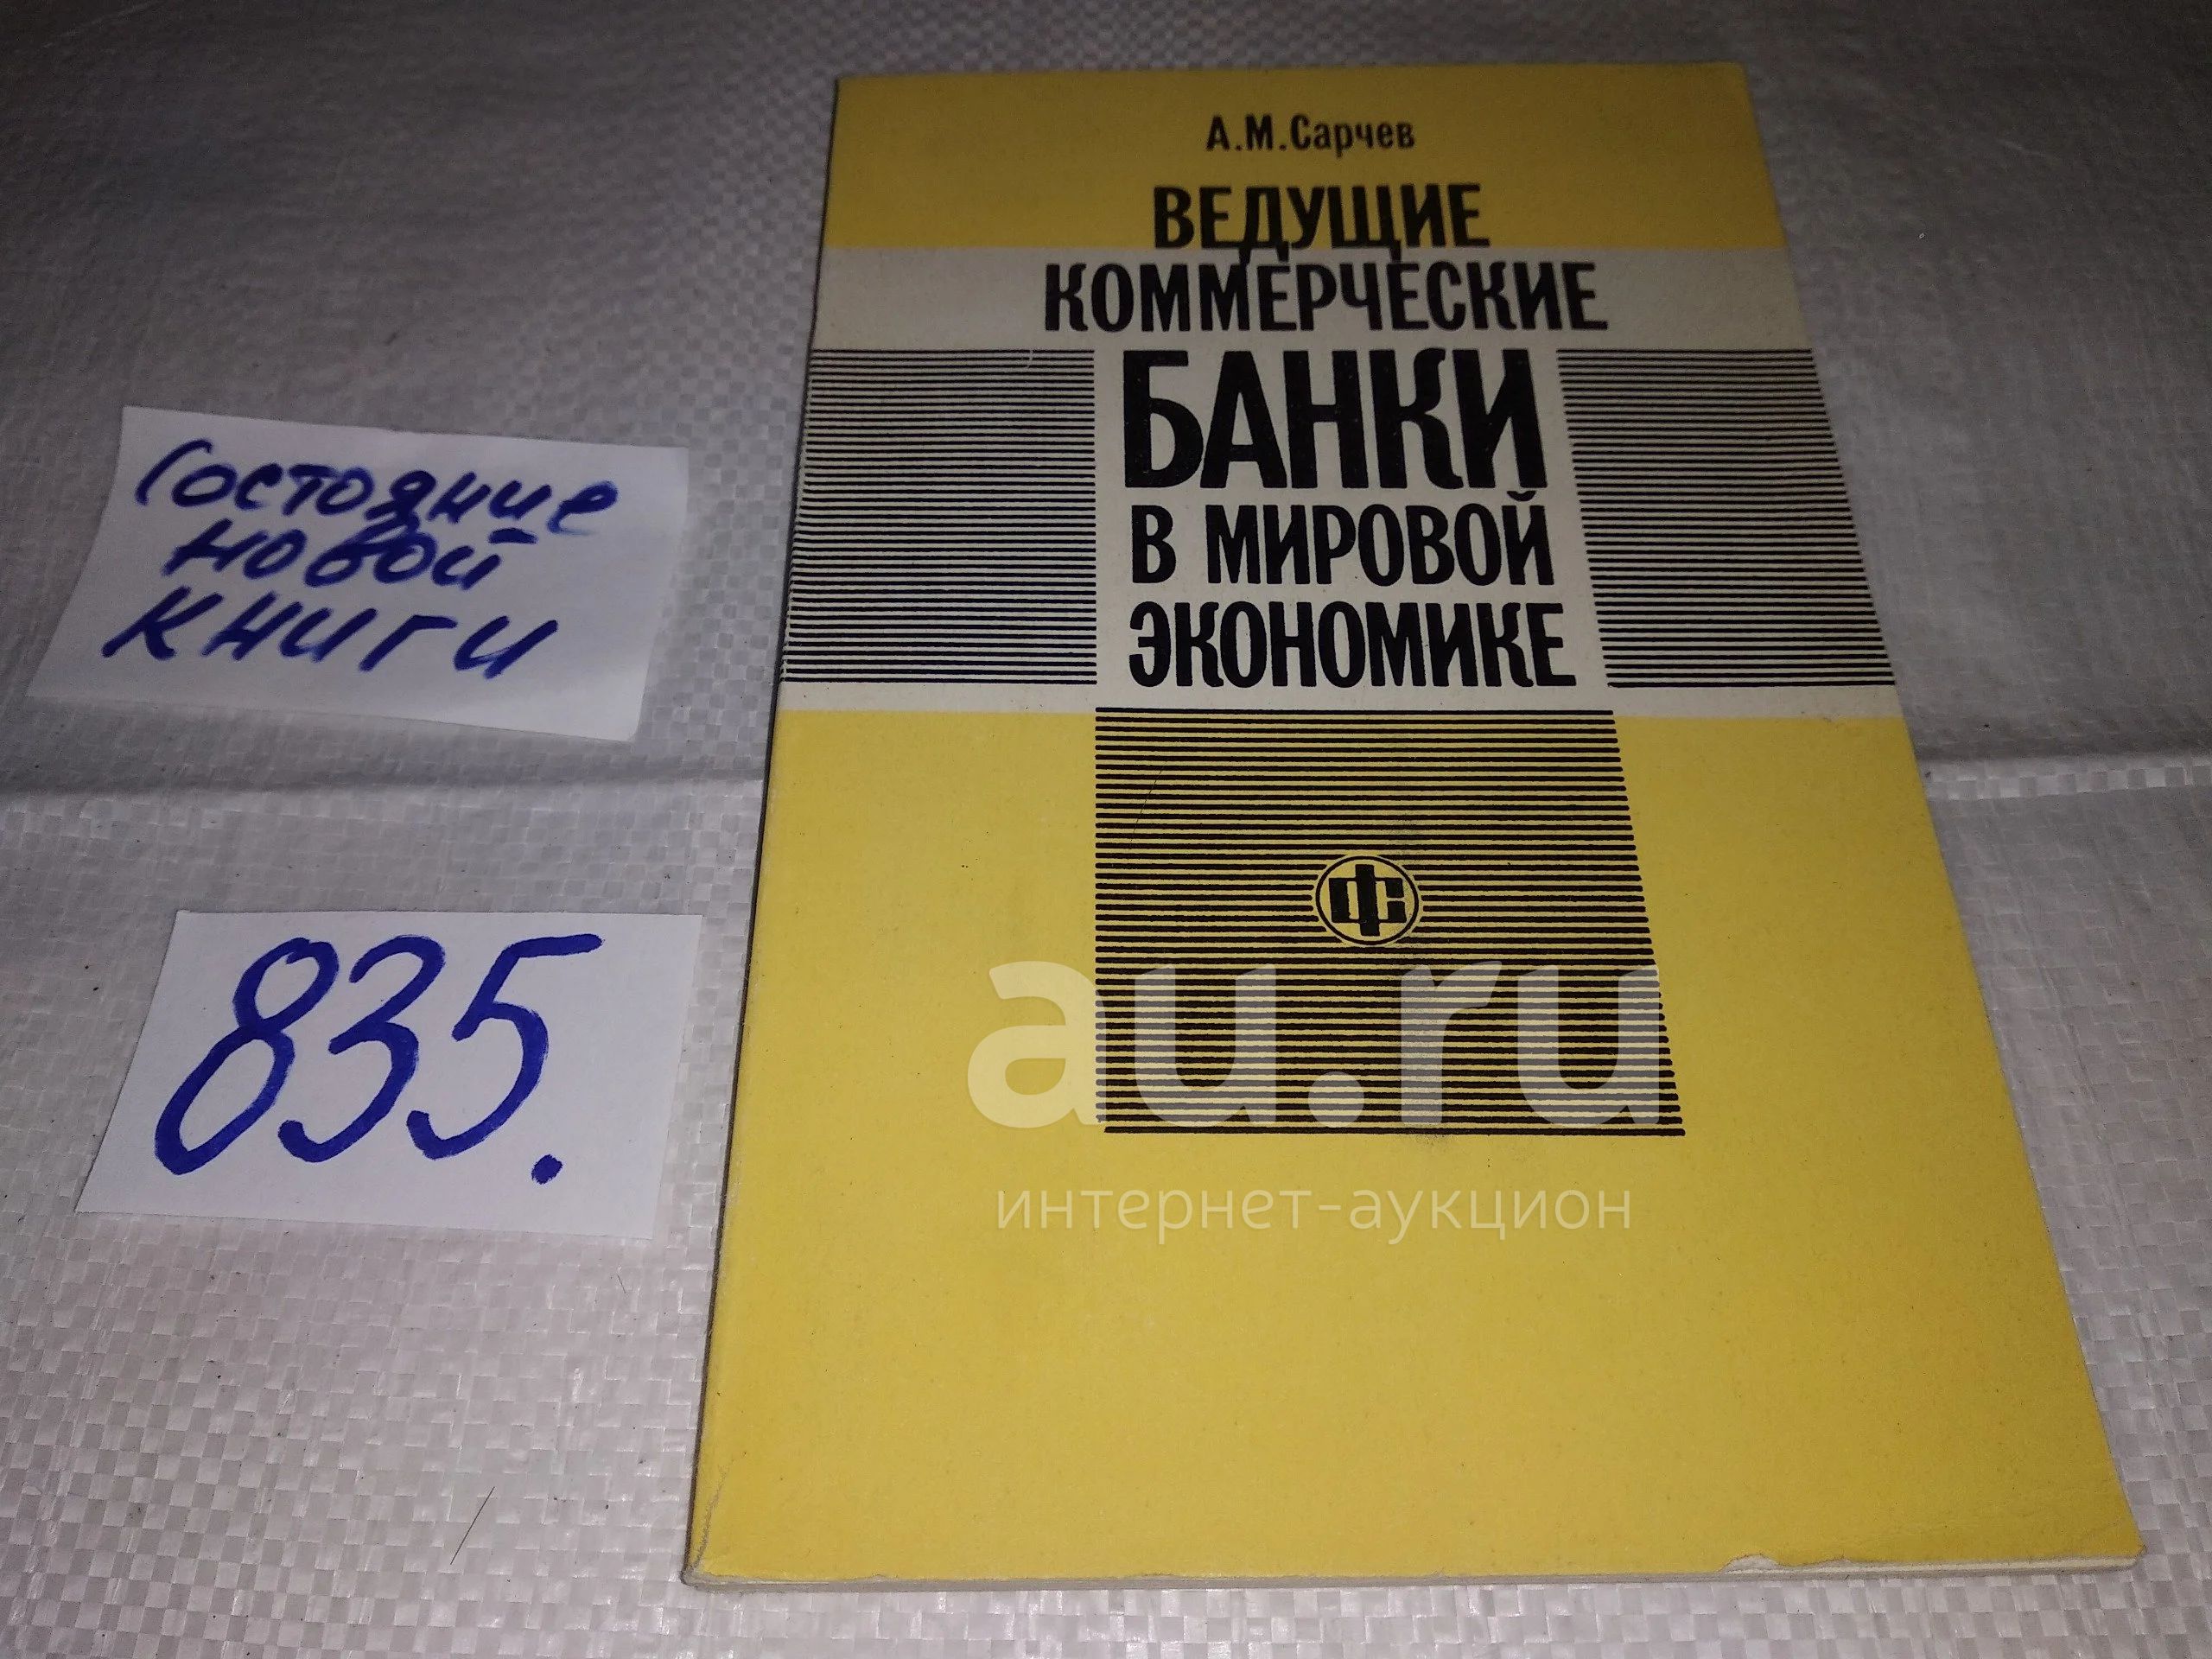 А.М.Сарчев
ВЕДУЩИЕ
КОММЕРЧЕСКИЕ
БАНКИ
В МИРОВОЙ
ЭКОНОМИКЕ
фс
au.ru
интернет-аукцион
Состояние
новой
книги
835.